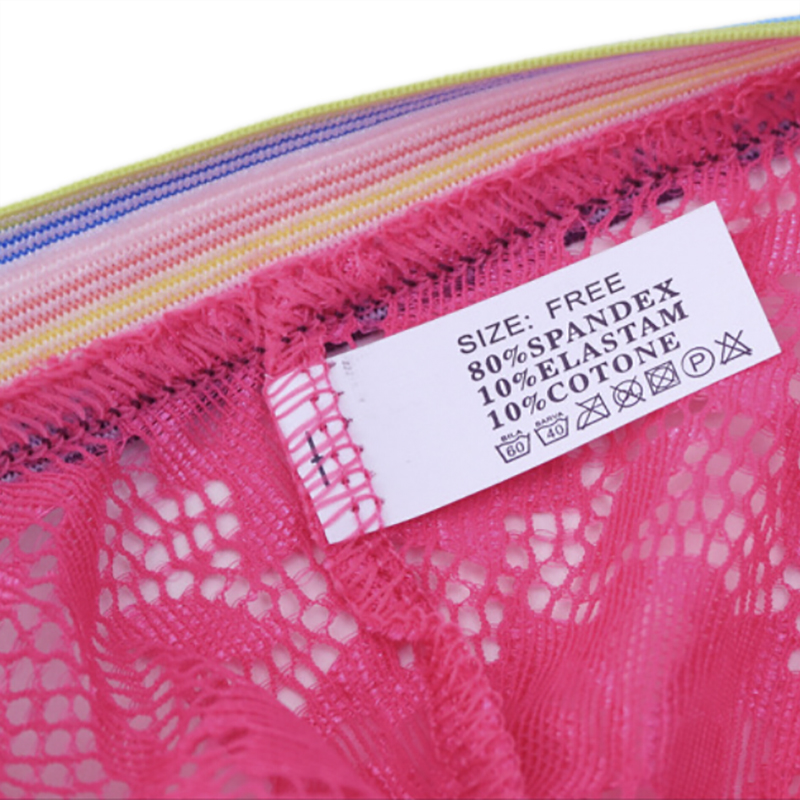 SIZE: FREE
80%SPANDEX
10%ELASTAM
10%COTONE
BILA BARVA
60 40 P